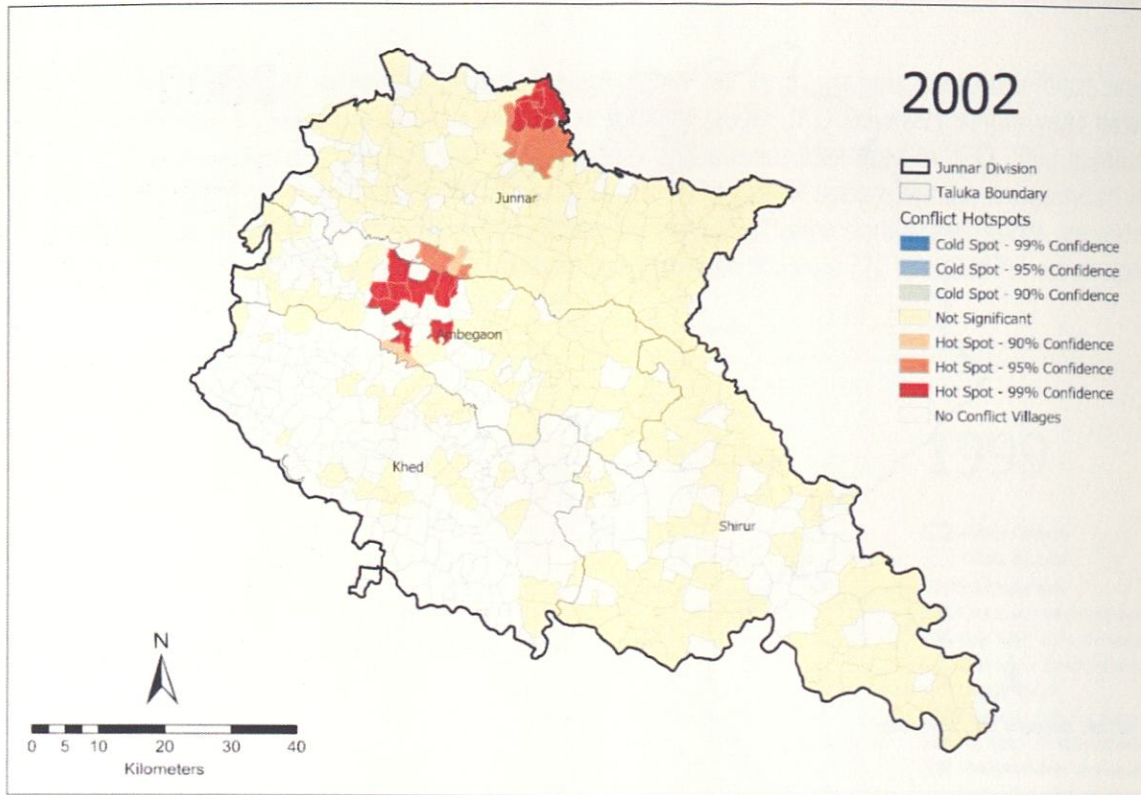 2002
Junnar Division
Taluka Boundary
Conflict Hotspots
Cold Spot - 99% Confidence
Cold Spot - 95% Confidence
Cold Spot - 90% Confidence
Not Significant
Hot Spot - 90% Confidence
Hot Spot - 95% Confidence
Hot Spot - 99% Confidence
No Conflict Villages
Junnar
Ambegaon
Khed
Shirur
N
0 5 10 20 30 40
Kilometers